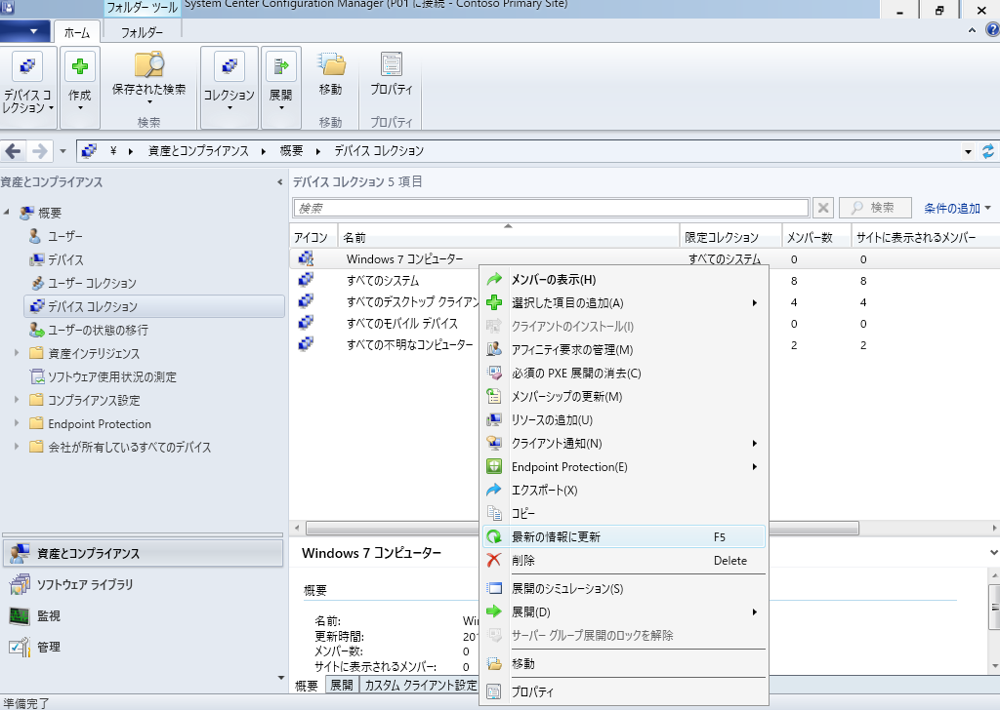 フォルダー ツール
System Center Configuration Manager (P01 に接続 - Contoso Primary Site)
ホーム
フォルダー
デバイス コレクション
作成
保存された検索
検索
コレクション
展開
移動
移動
プロパティ
プロパティ
¥ 資産とコンプライアンス 概要 デバイス コレクション
資産とコンプライアンス
概要
ユーザー
デバイス
ユーザー コレクション
デバイス コレクション
ユーザーの状態の移行
資産インテリジェンス
ソフトウェア使用状況の測定
コンプライアンス設定
Endpoint Protection
会社が所有しているすべてのデバイス
資産とコンプライアンス
ソフトウェア ライブラリ
監視
管理
デバイス コレクション 5 項目
検索
検索
条件の追加
アイコン 名前 限定コレクション メンバー数 サイトに表示されるメンバー
Windows 7 コンピューター すべてのシステム 0 0
すべてのシステム 8 8
すべてのデスクトップ クライアン 4 4
すべてのモバイル デバイス 0 0
すべての不明なコンピューター 2 2
メンバーの表示(H)
選択した項目の追加(A)
クライアントのインストール(I)
アフィニティ要求の管理(M)
必須の PXE 展開の消去(C)
メンバーシップの更新(M)
リソースの追加(U)
クライアント通知(N)
Endpoint Protection(E)
エクスポート(X)
コピー
最新の情報に更新 F5
削除 Delete
展開のシミュレーション(S)
展開(D)
サーバー グループ展開のロックを解除
移動
プロパティ
Windows 7 コンピューター
概要
名前: Wi
更新時間: 20
メンバー数: 0
サイトに表示されるメンバー: 0
概要 展開 カスタム クライアント設定
準備完了